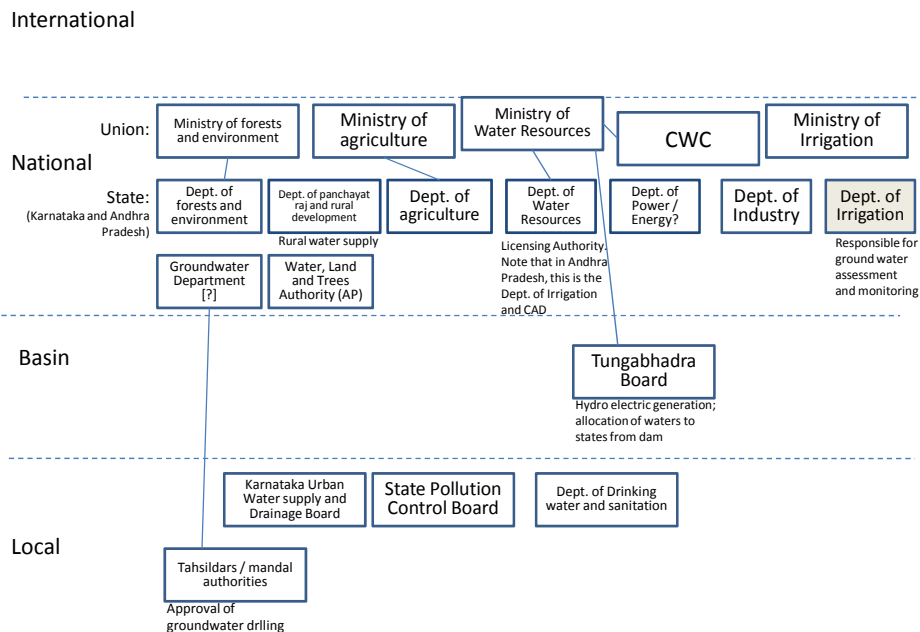 International
Union:
Ministry of forests
and environment
Ministry of
agriculture
Ministry of
Water Resources
CWC
Ministry of
Irrigation
National
State:
(Karnataka and Andhra
Pradesh)
Dept. of
forests and
environment
Dept. of panchayat
raj and rural
development
Rural water supply
Dept. of
agriculture
Dept. of
Water
Resources
Licensing Authority.
Note that in Andhra
Pradesh, this is the
Dept. of Irrigation
and CAD
Dept. of
Power /
Energy?
Dept. of
Industry
Dept. of
Irrigation
Responsible for
ground water
assessment
and monitoring
Groundwater
Department
[?]
Water, Land
and Trees
Authority (AP)
Basin
Tungabhadra
Board
Hydro electric generation;
allocation of waters to
states from dam
Karnataka Urban
Water supply and
Drainage Board
State Pollution
Control Board
Dept. of Drinking
water and sanitation
Local
Tahsildars / mandal
authorities
Approval of
groundwater drlling